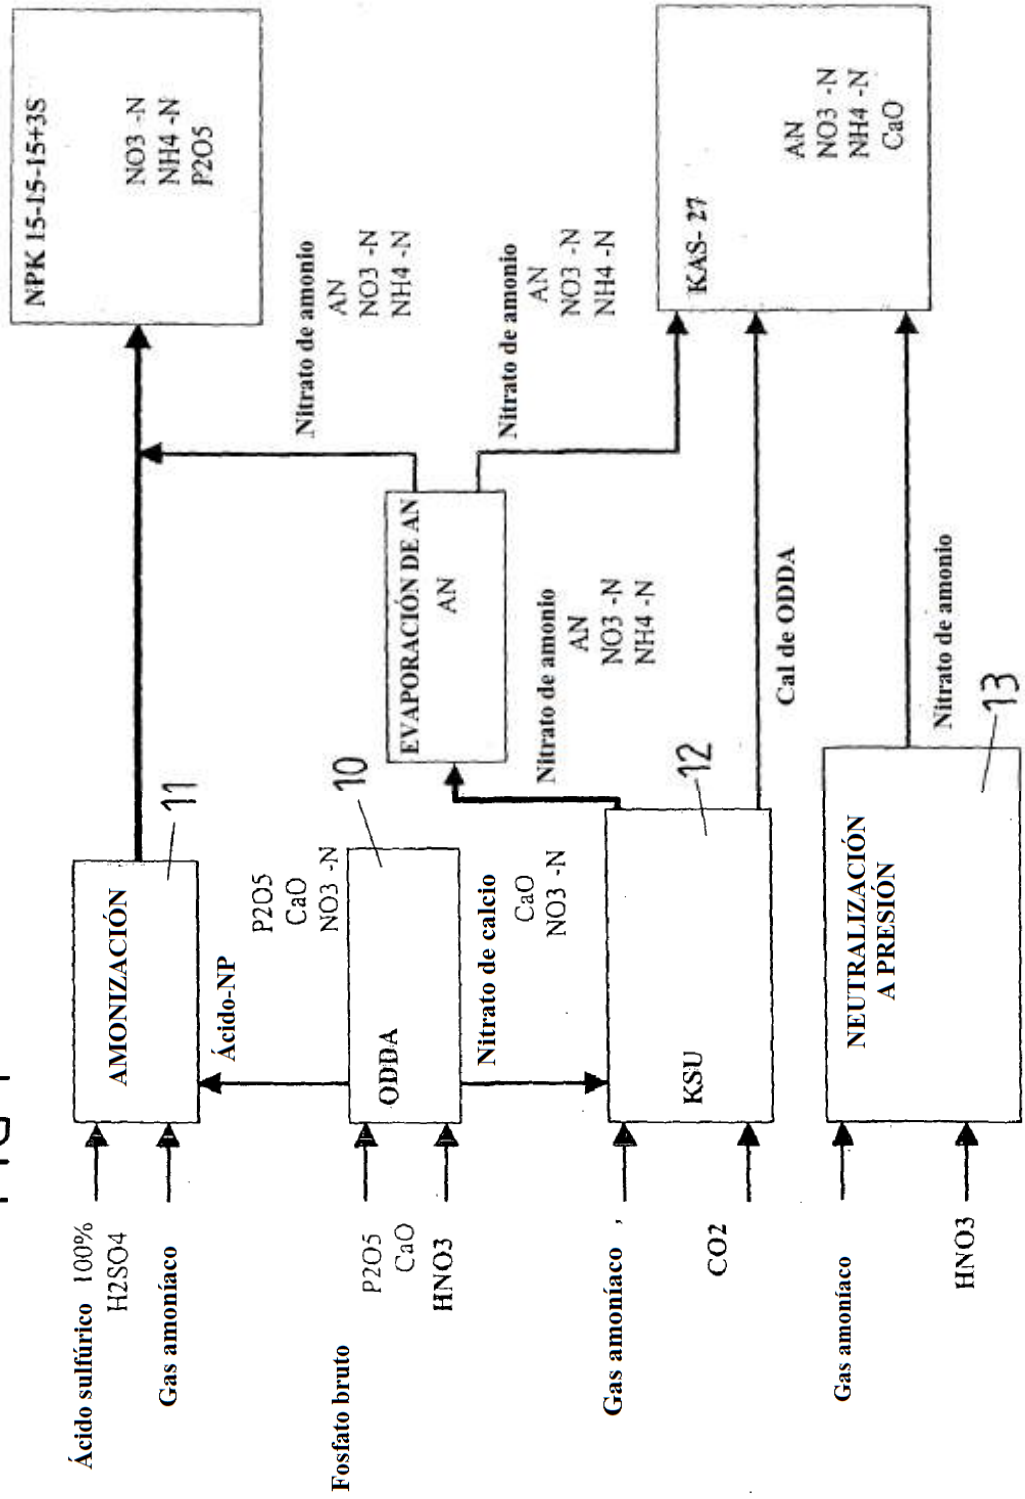 Ácido sulfúrico 100%
H2SO4
Gas amoníaco
AMONIZACIÓN
11
NPK 15-15-15+3S
NO3 -N
NH4 -N
P2O5
Ácido-NP
P2O5
CaO
NO3 -N
10
Fosfato bruto
P2O5
CaO
HNO3
ODDA
Nitrato de calcio
CaO
NO3 -N
EVAPORACIÓN DE AN
AN
Nitrato de amonio
AN
NO3 -N
NH4 -N
Nitrato de amonio
AN
NO3 -N
NH4 -N
Nitrato de amonio
AN
NO3 -N
NH4 -N
Gas amoníaco ,
CO2
KSU
12
Cal de ODDA
KAS- 27
AN
NO3 -N
NH4 -N
CaO
Gas amoníaco
HNO3
NEUTRALIZACIÓN
A PRESIÓN
13
Nitrato de amonio